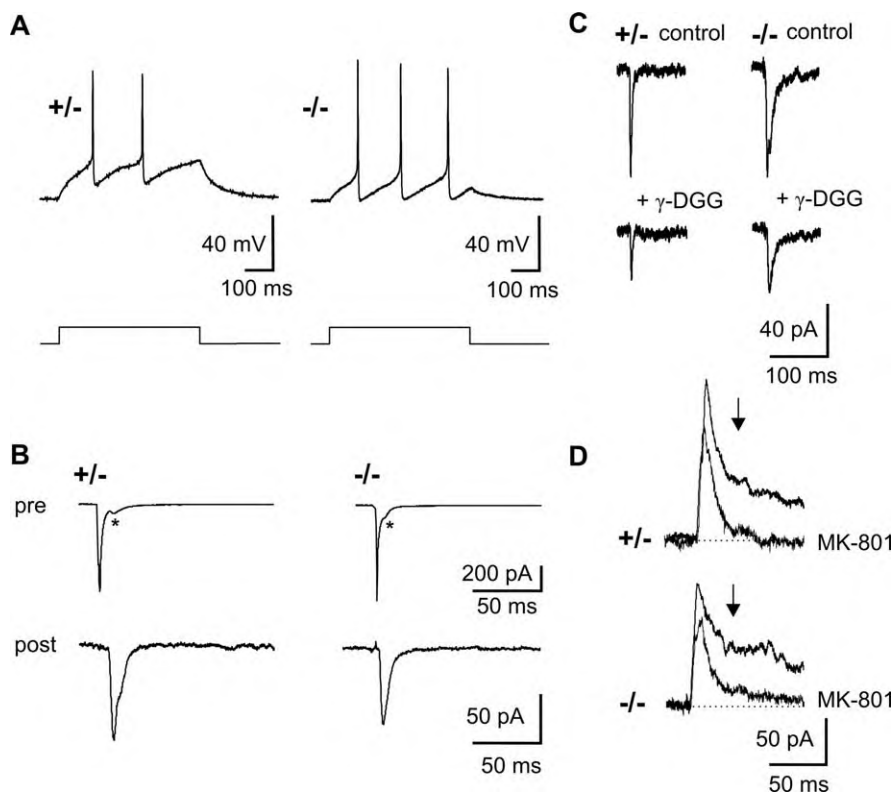 A
+/-
-/-
40 mV
100 ms
40 mV
100 ms
B
+/-
-/-
pre
*
*
200 pA
50 ms
post
50 pA
50 ms
C
+/- control
-/- control
+ γ-DGG
+ γ-DGG
40 pA
100 ms
D
+/-
MK-801
-/-
MK-801
50 pA
50 ms